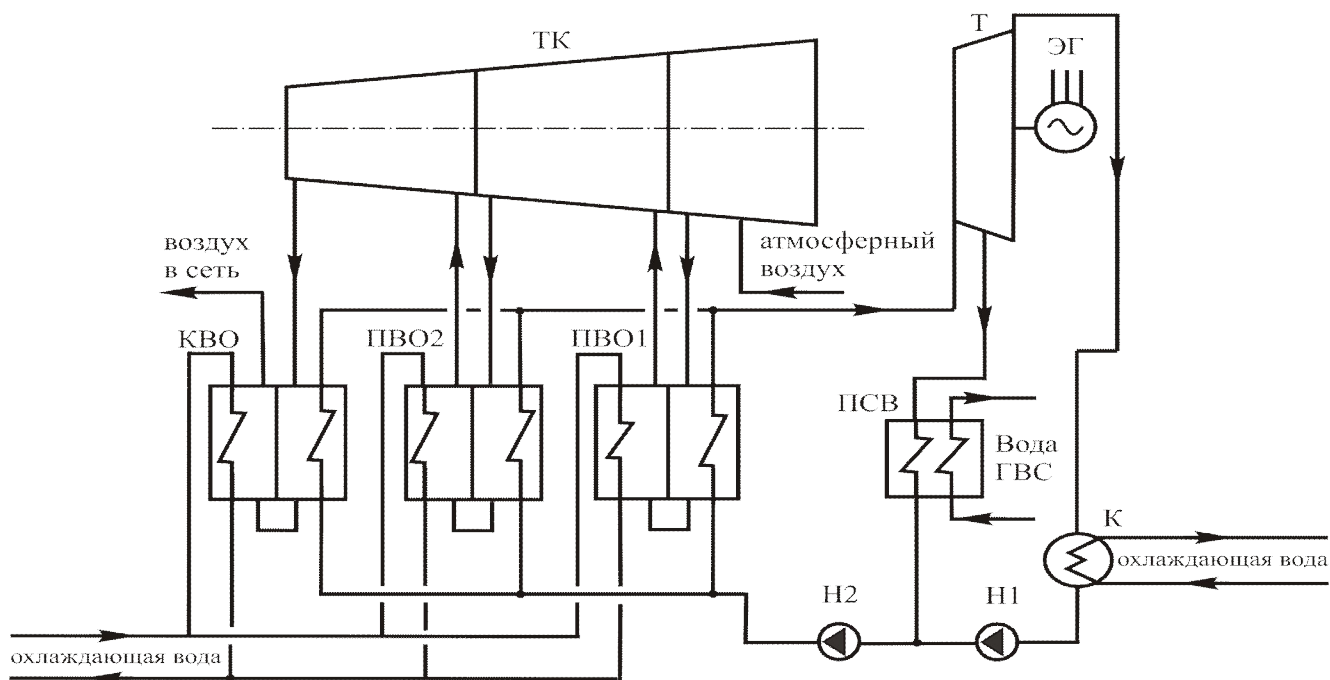 ТК
Т
ЭГ
воздух
в сеть
атмосферный
воздух
КВО
ПВО2
ПВО1
ПСВ
Вода
ГВС
К
охлаждающая вода
Н2
Н1
охлаждающая вода